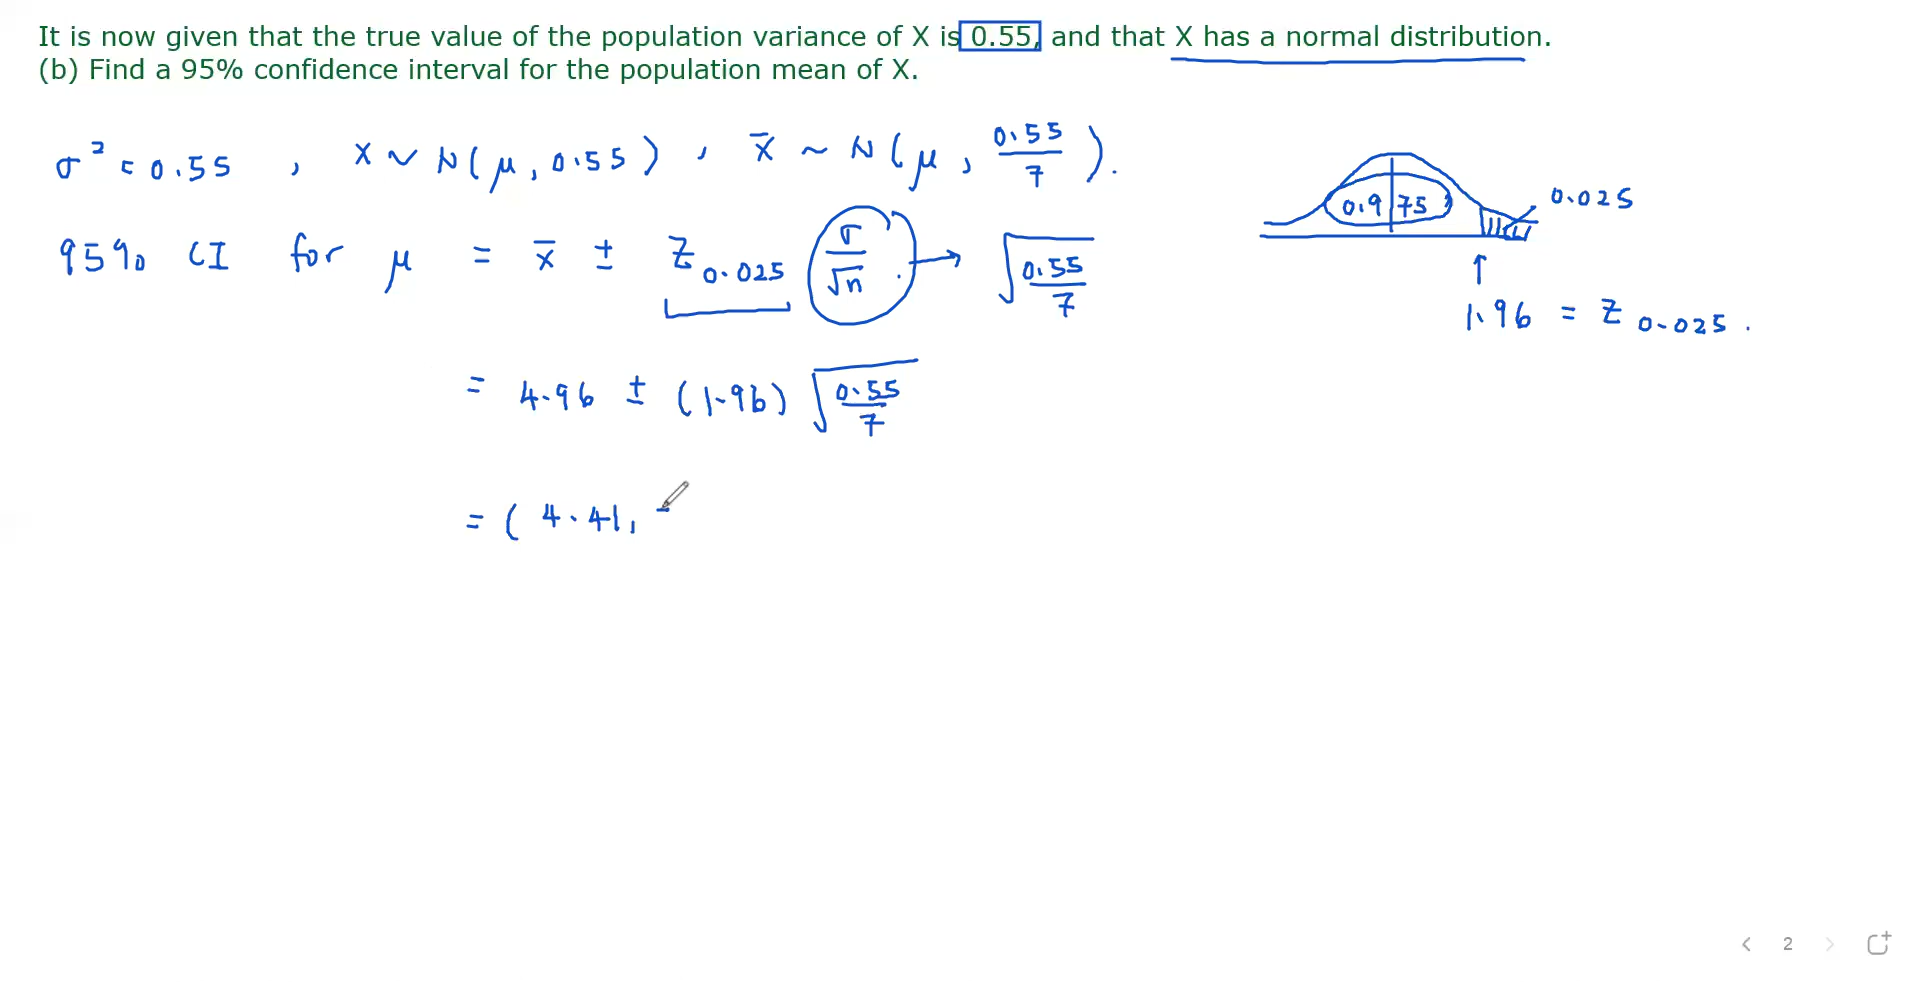 It is now given that the true value of the population variance of X is 0.55, and that X has a normal distribution.
(b) Find a 95% confidence interval for the population mean of X.
σ² = 0.55 , X ~ N(μ, 0.55) , X̄ ~ N(μ, 0.55/7).
0.975
0.025
95% CI for μ = x̄ ± Z0.025 σ/√n → √(0.55/7)
↑
1.96 = Z0.025 .
= 4.96 ± (1.96) √(0.55/7)
= ( 4.41,
2